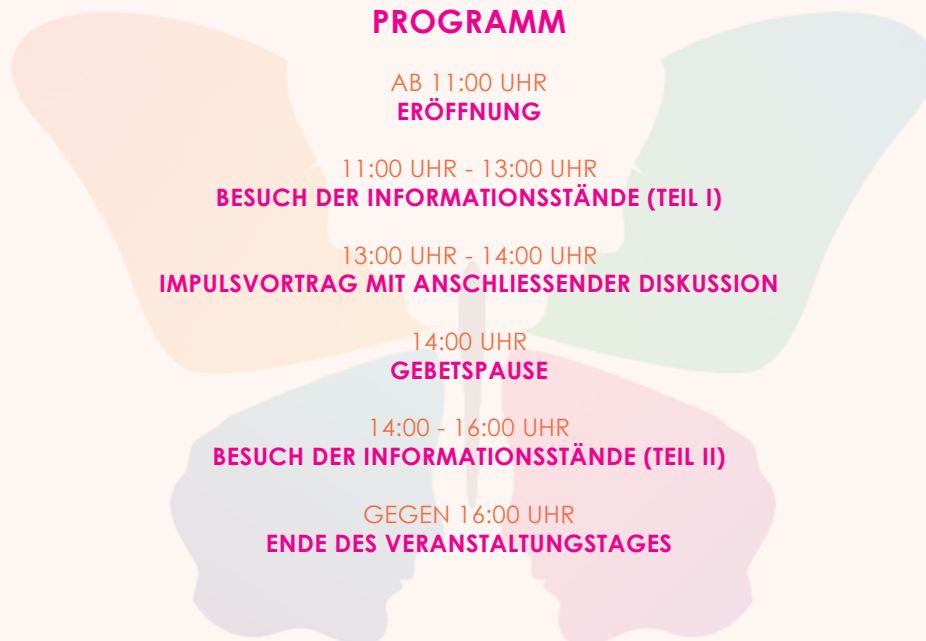 PROGRAMM
AB 11:00 UHR
ERÖFFNUNG
11:00 UHR - 13:00 UHR
BESUCH DER INFORMATIONSSTÄNDE (TEIL I)
13:00 UHR - 14:00 UHR
IMPULSVORTRAG MIT ANSCHLIESSENDER DISKUSSION
14:00 UHR
GEBETSPAUSE
14:00 - 16:00 UHR
BESUCH DER INFORMATIONSSTÄNDE (TEIL II)
GEGEN 16:00 UHR
ENDE DES VERANSTALTUNGSTAGES